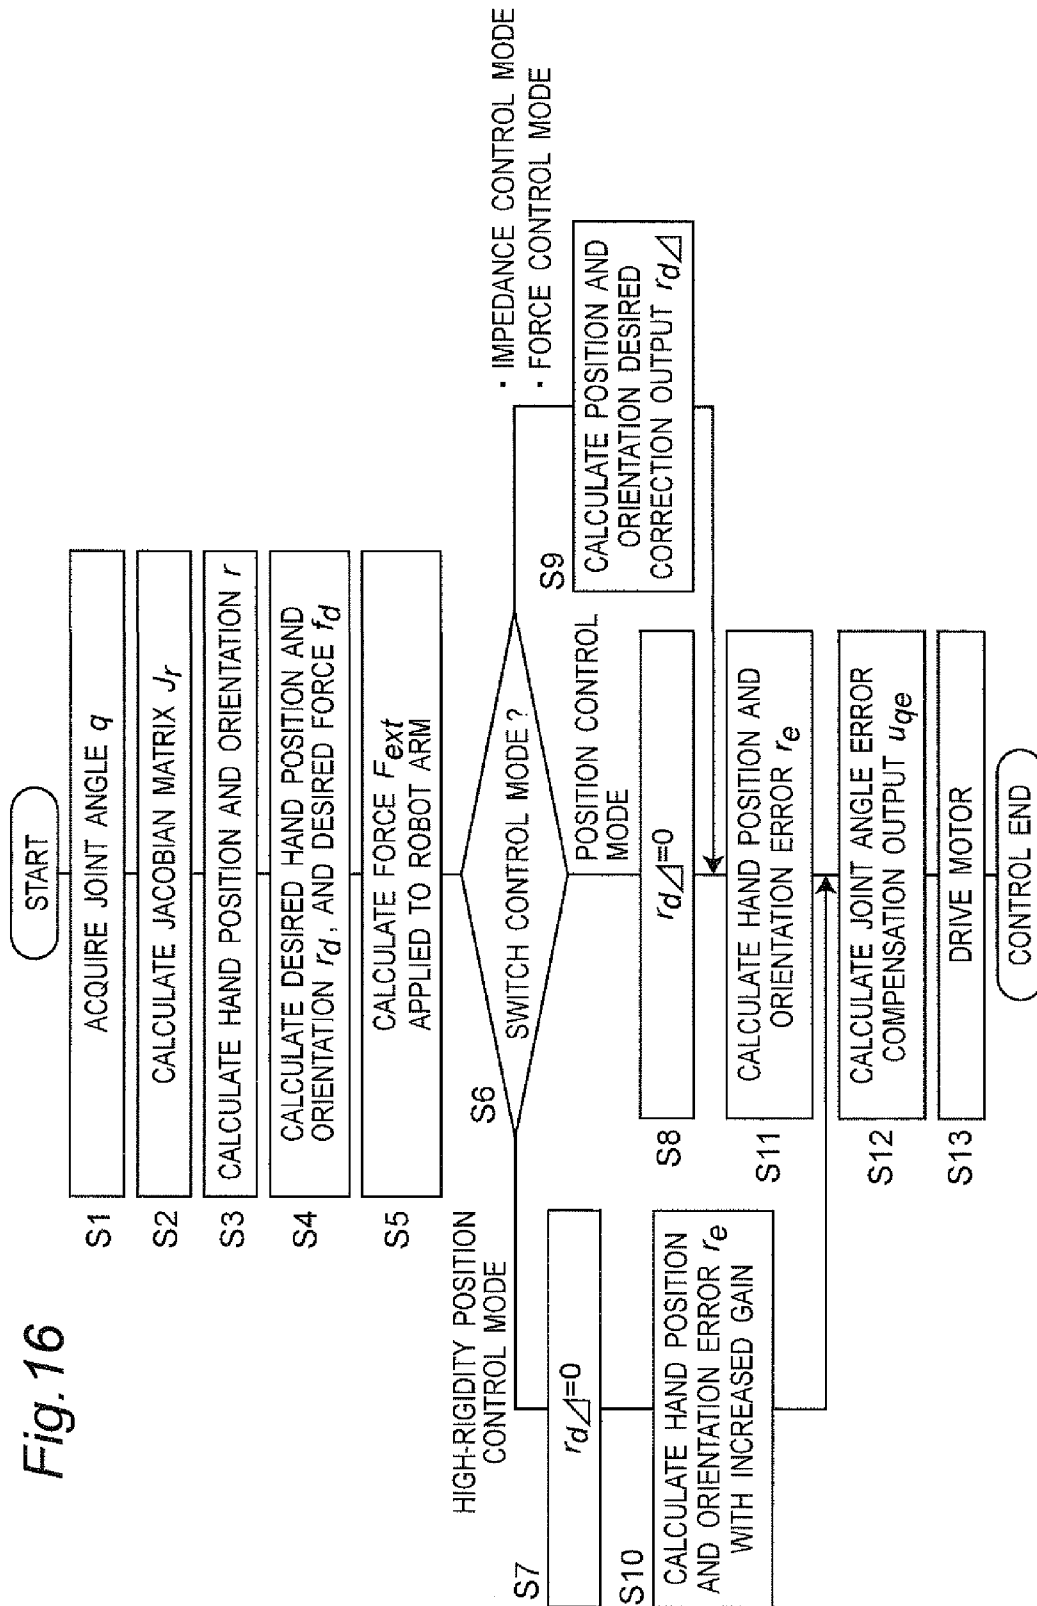 Fig.16
START
S1
ACQUIRE JOINT ANGLE q
S2
CALCULATE JACOBIAN MATRIX Jr
S3
CALCULATE HAND POSITION AND ORIENTATION r
S4
CALCULATE DESIRED HAND POSITION AND
ORIENTATION rd, AND DESIRED FORCE fd
S5
CALCULATE FORCE Fext
APPLIED TO ROBOT ARM
S6
SWITCH CONTROL MODE?
HIGH-RIGIDITY POSITION
CONTROL MODE
POSITION CONTROL
MODE
· IMPEDANCE CONTROL MODE
· FORCE CONTROL MODE
S7
rd⊿=0
S8
rd⊿=0
S9
CALCULATE POSITION AND
ORIENTATION DESIRED
CORRECTION OUTPUT rd⊿
S10
CALCULATE HAND POSITION
AND ORIENTATION ERROR re
WITH INCREASED GAIN
S11
CALCULATE HAND POSITION AND
ORIENTATION ERROR re
S12
CALCULATE JOINT ANGLE ERROR
COMPENSATION OUTPUT uqe
S13
DRIVE MOTOR
CONTROL END